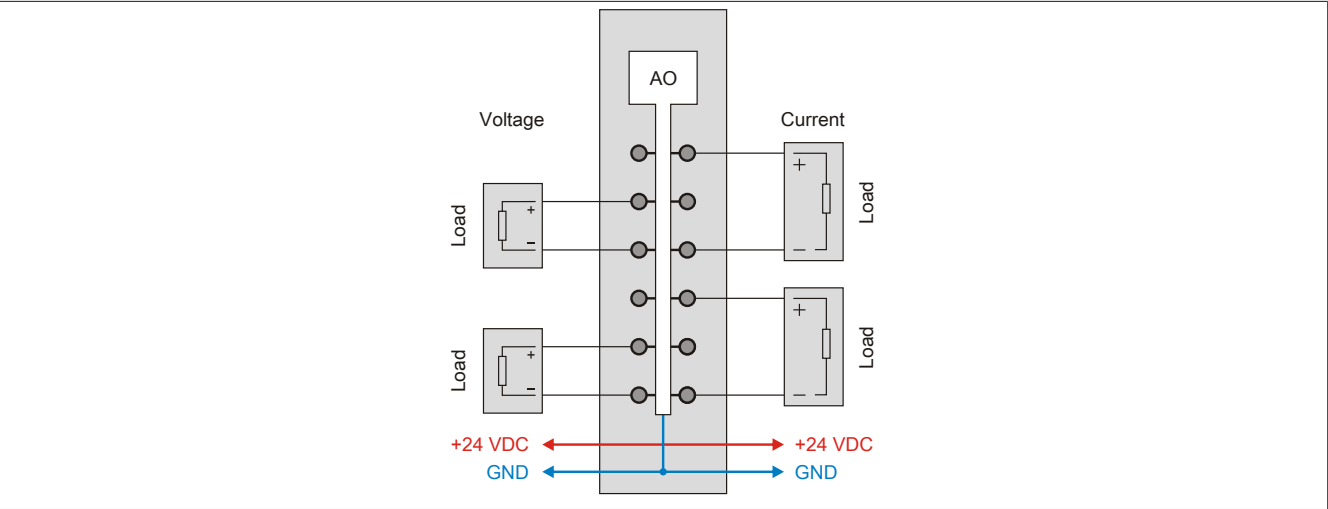 AO
Voltage
Current
+
Load
Load
+
-
—
+
Load
Load
+
-
—
+24 VDC
+24 VDC
GND
GND